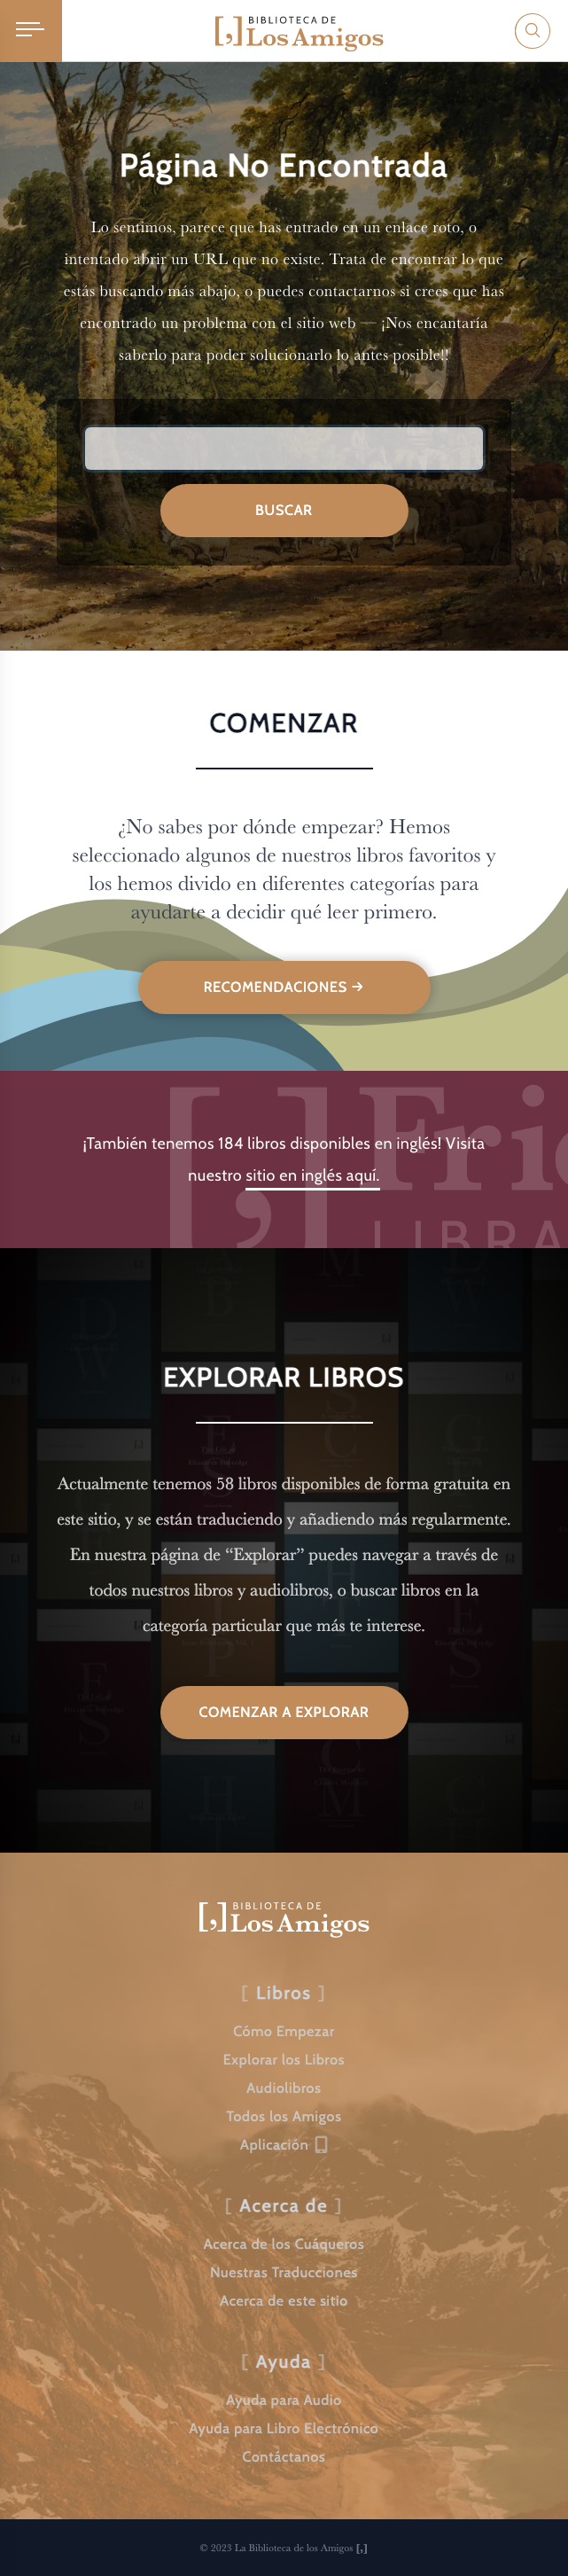 BIBLIOTECA DE
[,] Los Amigos
Página No Encontrada
Lo sentimos, parece que has entrado en un enlace roto, o
intentado abrir un URL que no existe. Trata de encontrar lo que
estás buscando más abajo, o puedes contactarnos si crees que has
encontrado un problema con el sitio web — ¡Nos encantaría
saberlo para poder solucionarlo lo antes posible!!
BUSCAR
COMENZAR
¿No sabes por dónde empezar? Hemos
seleccionado algunos de nuestros libros favoritos y
los hemos divido en diferentes categorías para
ayudarte a decidir qué leer primero.
RECOMENDACIONES →
¡También tenemos 184 libros disponibles en inglés! Visita
nuestro sitio en inglés aquí.
EXPLORAR LIBROS
Actualmente tenemos 58 libros disponibles de forma gratuita en
este sitio, y se están traduciendo y añadiendo más regularmente.
En nuestra página de “Explorar” puedes navegar a través de
todos nuestros libros y audiolibros, o buscar libros en la
categoría particular que más te interese.
COMENZAR A EXPLORAR
BIBLIOTECA DE
[,] Los Amigos
[ Libros ]
Cómo Empezar
Explorar los Libros
Audiolibros
Todos los Amigos
Aplicación
[ Acerca de ]
Acerca de los Cuáqueros
Nuestras Traducciones
Acerca de este sitio
[ Ayuda ]
Ayuda para Audio
Ayuda para Libro Electrónico
Contáctanos
© 2023 La Biblioteca de los Amigos [,]